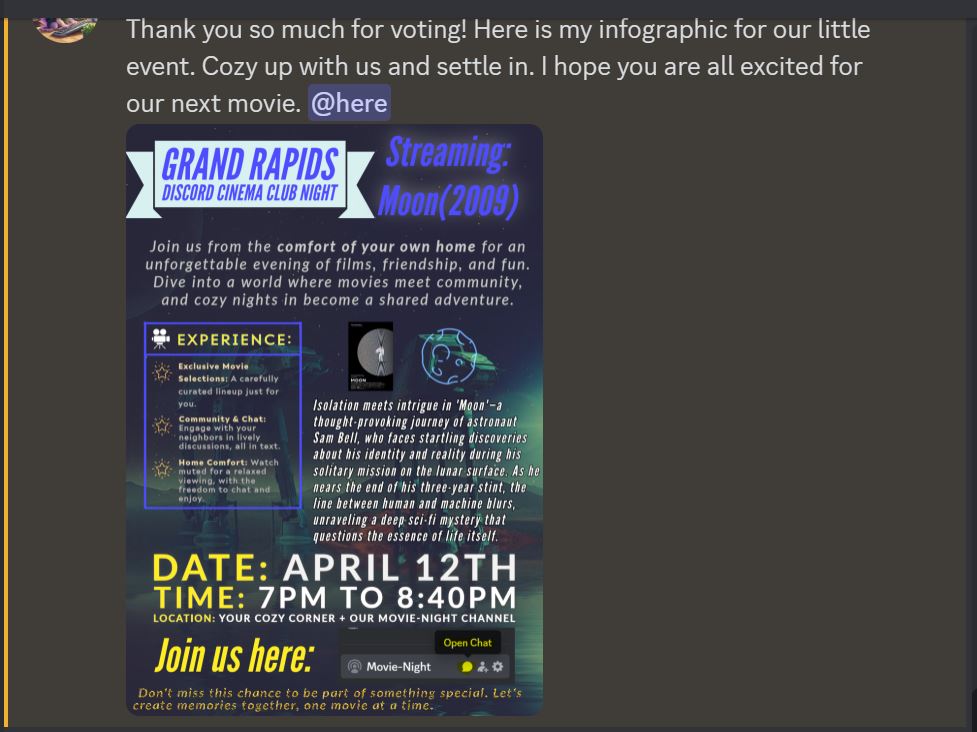 Thank you so much for voting! Here is my infographic for our little
event. Cozy up with us and settle in. I hope you are all excited for
our next movie. @here
GRAND RAPIDS
DISCORD CINEMA CLUB NIGHT
Streaming:
Moon(2009)
Join us from the comfort of your own home for an
unforgettable evening of films, friendship, and fun.
Dive into a world where movies meet community,
and cozy nights in become a shared adventure.
EXPERIENCE:
Exclusive Movie
Selections: A carefully
curated lineup just for
you.
Community & Chat:
Engage with your
neighbors in lively
discussions, all in text.
Home Comfort: Watch
muted for a relaxed
viewing, with the
freedom to chat and
enjoy.
MOON
Isolation meets intrigue in 'Moon'—a
thought-provoking journey of astronaut
Sam Bell, who faces startling discoveries
about his identity and reality during his
solitary mission on the lunar surface. As he
nears the end of his three-year stint, the
line between human and machine blurs,
unraveling a deep sci-fi mystery that
questions the essence of life itself.
DATE: APRIL 12TH
TIME: 7PM TO 8:40PM
LOCATION: YOUR COZY CORNER + OUR MOVIE-NIGHT CHANNEL
Join us here:
Open Chat
Movie-Night
Don't miss this chance to be part of something special. Let's
create memories together, one movie at a time.